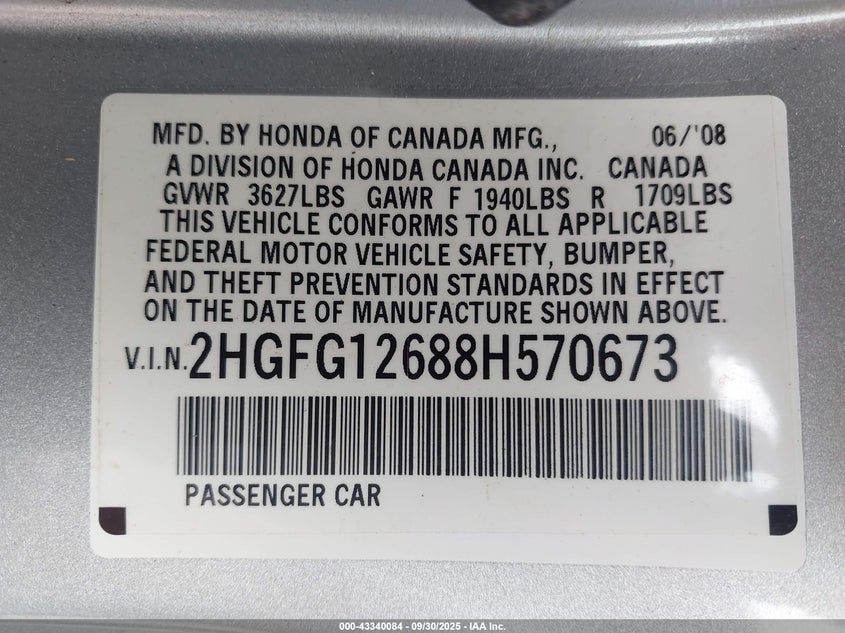 MFD. BY HONDA OF CANADA MFG., 06/'08
A DIVISION OF HONDA CANADA INC. CANADA
GVWR 3627LBS GAWR F 1940LBS R 1709LBS
THIS VEHICLE CONFORMS TO ALL APPLICABLE
FEDERAL MOTOR VEHICLE SAFETY, BUMPER,
AND THEFT PREVENTION STANDARDS IN EFFECT
ON THE DATE OF MANUFACTURE SHOWN ABOVE.
V.I.N. 2HGFG12688H570673
PASSENGER CAR
000-43340084 - 09/30/2025 - IAA Inc.